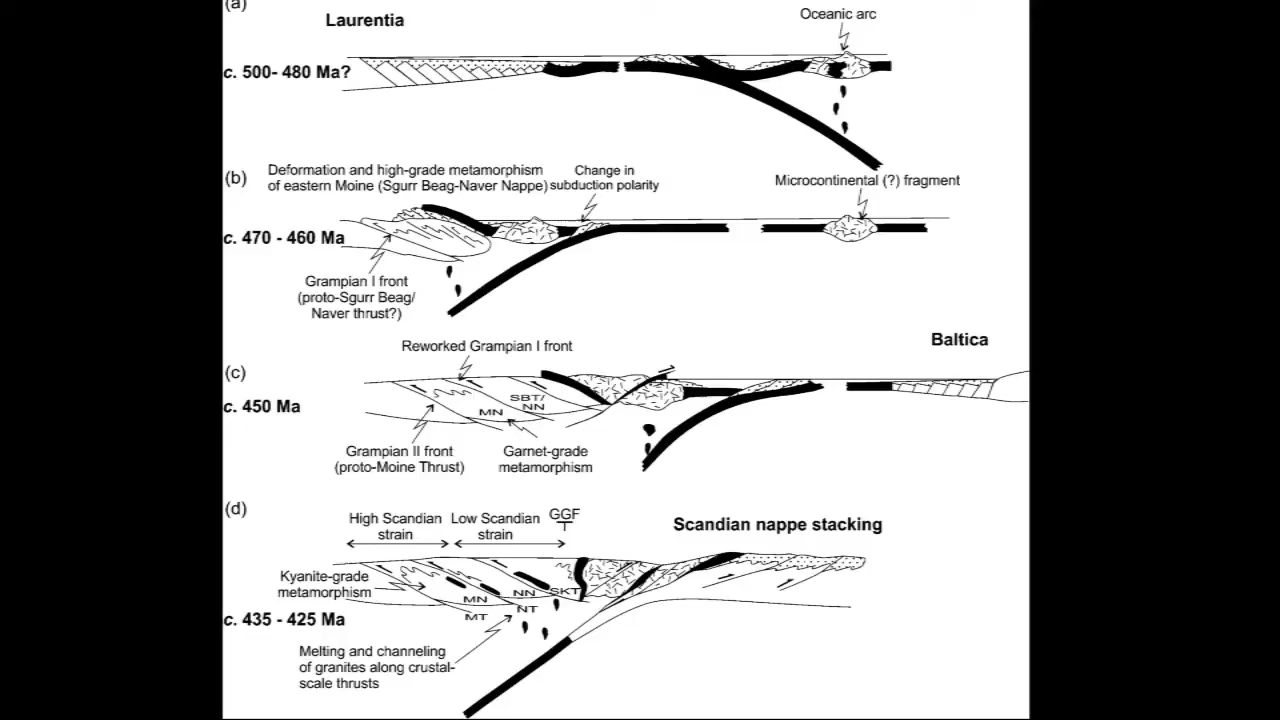 (a)
Laurentia
Oceanic arc
c. 500- 480 Ma?
(b)
Deformation and high-grade metamorphism
of eastern Moine (Sgurr Beag-Naver Nappe)
Change in
subduction polarity
Microcontinental (?) fragment
c. 470 - 460 Ma
Grampian I front
(proto-Sgurr Beag/
Naver thrust?)
Baltica
Reworked Grampian I front
(c)
c. 450 Ma
SBT/
NN
MN
Grampian II front
(proto-Moine Thrust)
Garnet-grade
metamorphism
(d)
High Scandian
strain
Low Scandian
strain
GGF
Scandian nappe stacking
Kyanite-grade
metamorphism
MN
NN
SKT
MT
NT
c. 435 - 425 Ma
Melting and channeling
of granites along crustal-
scale thrusts